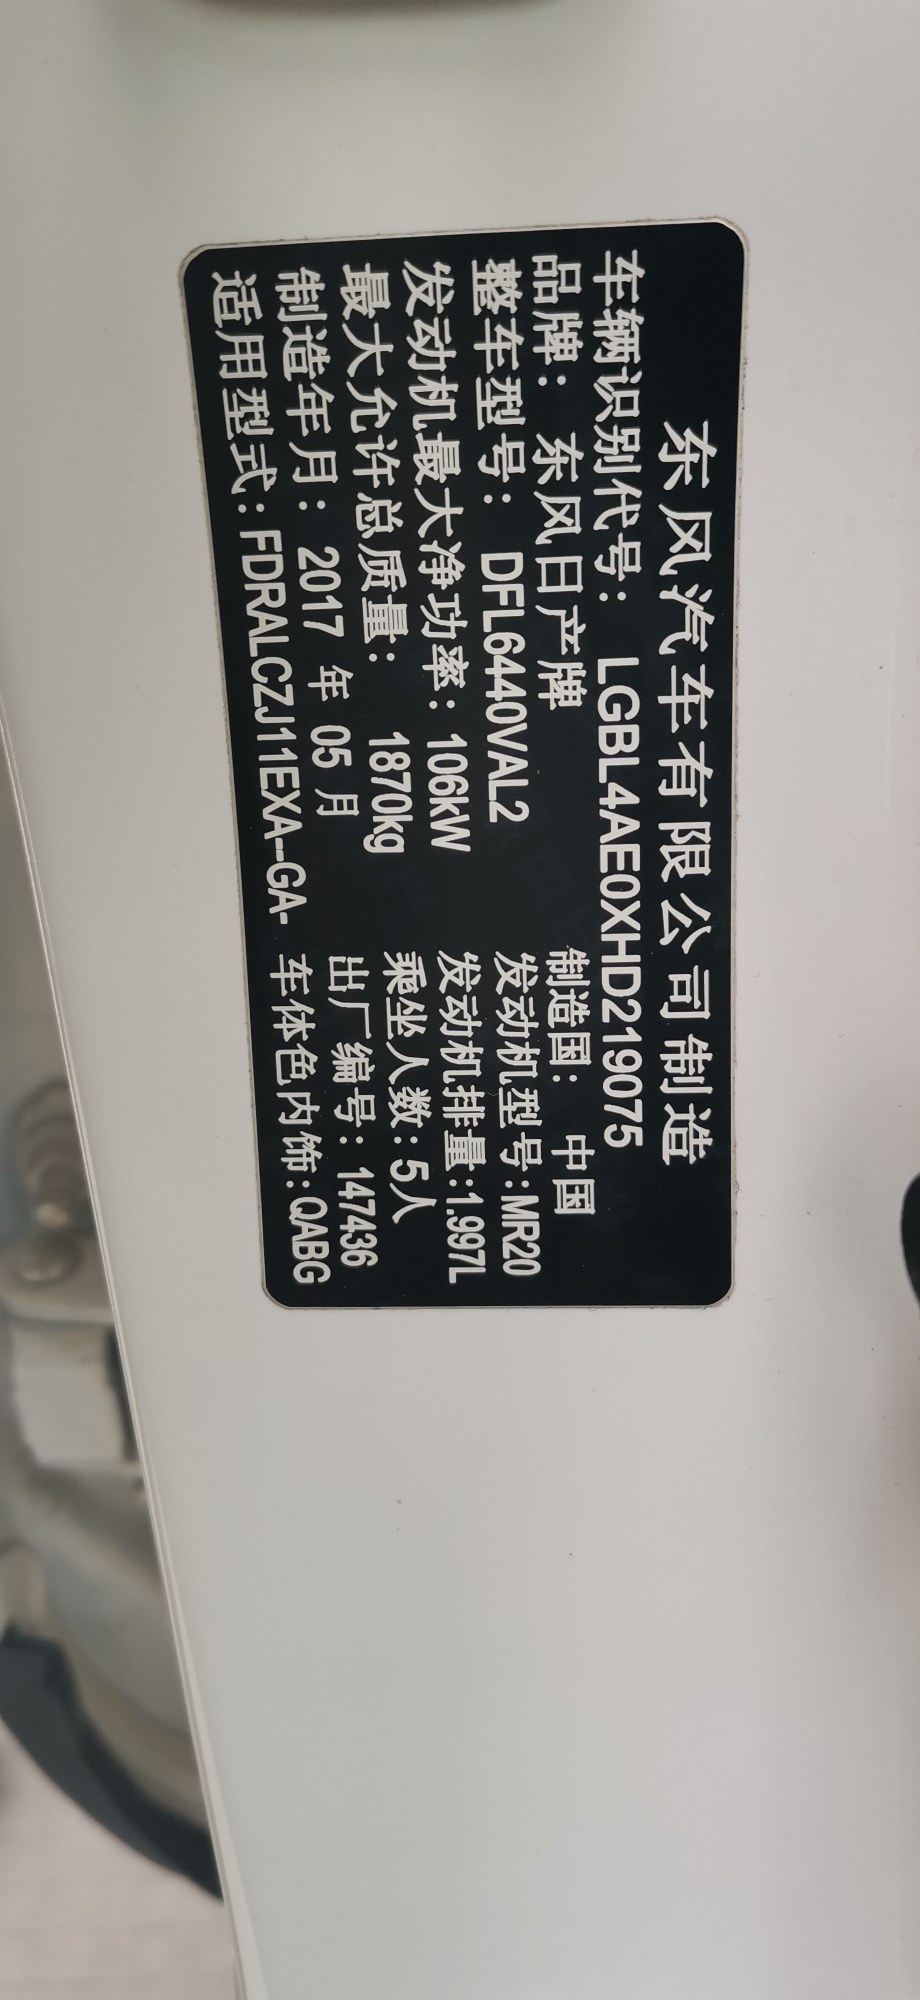 东风汽车有限公司制造
车辆识别代号: LGBL4AE0XHD219075
品牌: 东风日产牌 制造国: 中国
整车型号: DFL6440VAL2 发动机型号:MR20
发动机最大净功率: 106kW 发动机排量:1.997L
最大允许总质量: 1870kg 乘坐人数:5人
制造年月: 2017 年 05 月 出厂编号:147436
适用型式:FDRALCZJ11EXA--GA- 车体色内饰:QABG